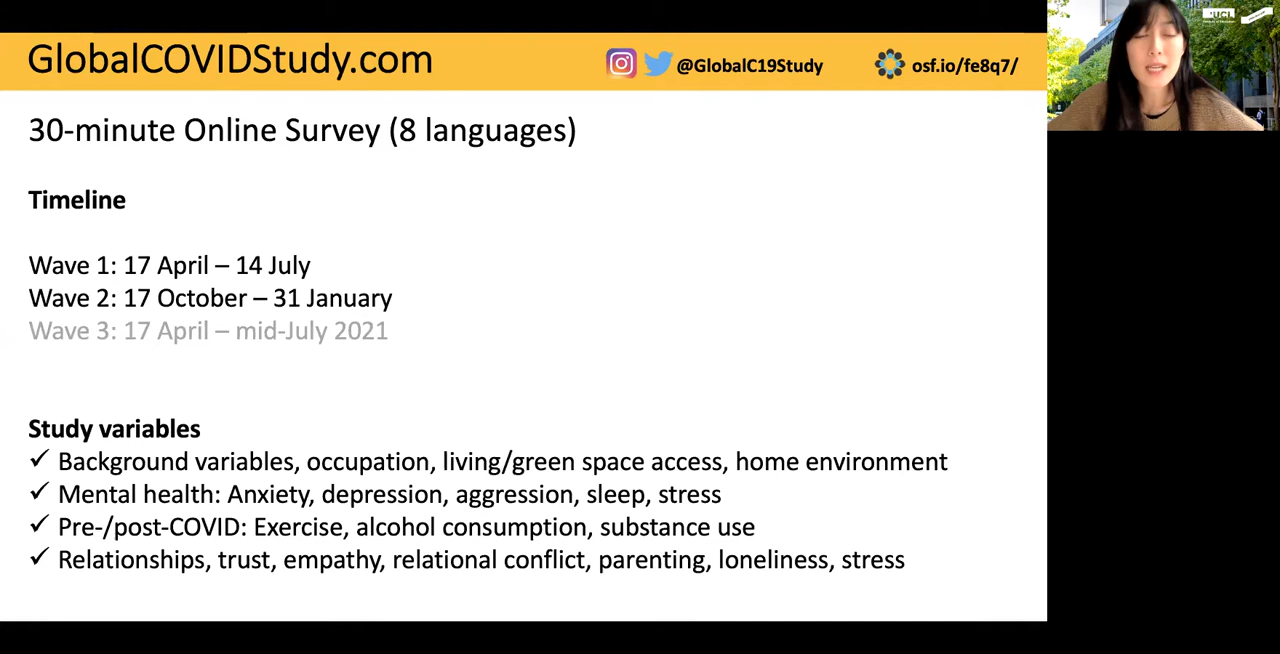 GlobalCOVIDStudy.com
@GlobalC19Study
osf.io/fe8q7/
UCL
30-minute Online Survey (8 languages)
Timeline
Wave 1: 17 April – 14 July
Wave 2: 17 October – 31 January
Wave 3: 17 April – mid-July 2021
Study variables
✓ Background variables, occupation, living/green space access, home environment
✓ Mental health: Anxiety, depression, aggression, sleep, stress
✓ Pre-/post-COVID: Exercise, alcohol consumption, substance use
✓ Relationships, trust, empathy, relational conflict, parenting, loneliness, stress